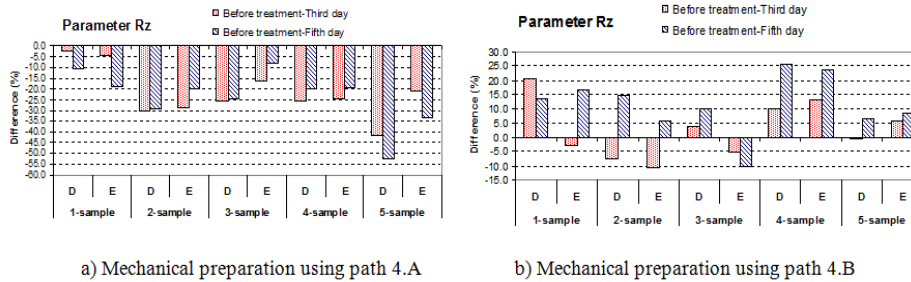 a)
Parameter Rz
Before treatment-Third day
Before treatment-Fifth day
Difference (%)
0.0
-5.0
-10.0
-15.0
-20.0
-25.0
-30.0
-35.0
-40.0
-45.0
-50.0
-55.0
-60.0
D E D E D E D E D E
1-sample 2-sample 3-sample 4-sample 5-sample
a) Mechanical preparation using path 4.A
b)
Parameter Rz
Before treatment-Third day
Before treatment-Fifth day
Difference (%)
30.0
25.0
20.0
15.0
10.0
5.0
0.0
-5.0
-10.0
-15.0
D E D E D E D E D E
1-sample 2-sample 3-sample 4-sample 5-sample
b) Mechanical preparation using path 4.B